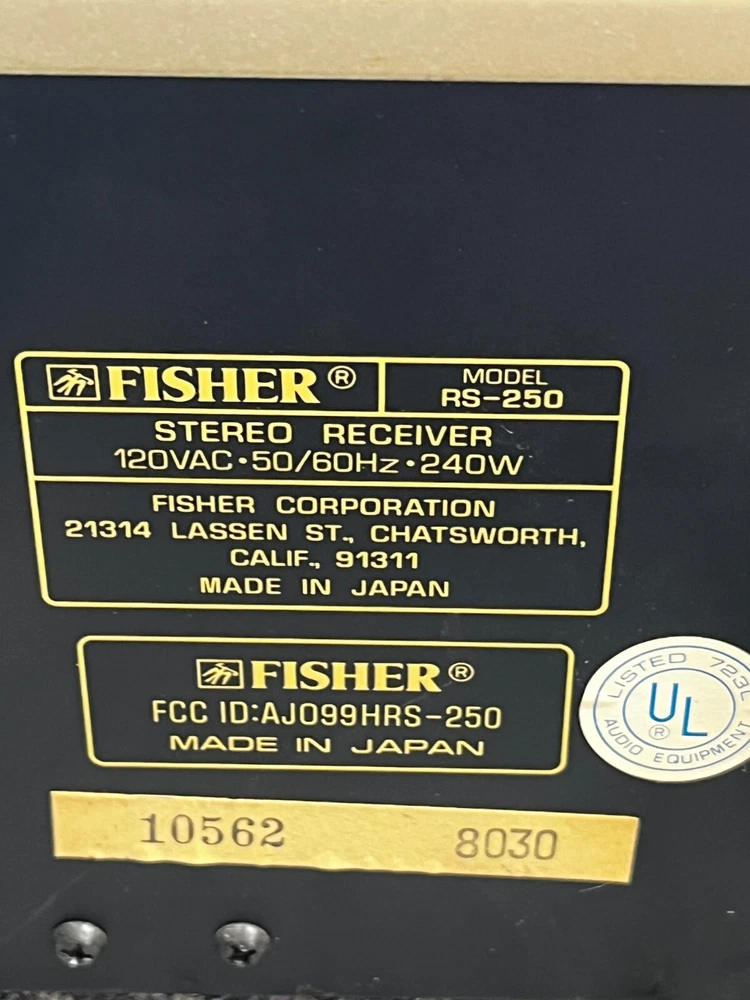 FISHER®
MODEL
RS-250
STEREO RECEIVER
120VAC•50/60Hz•240W
FISHER CORPORATION
21314 LASSEN ST., CHATSWORTH,
CALIF., 91311
MADE IN JAPAN
FISHER®
FCC ID:AJO99HRS-250
MADE IN JAPAN
LISTED 723L
UL®
AUDIO EQUIPMENT
10562 8030